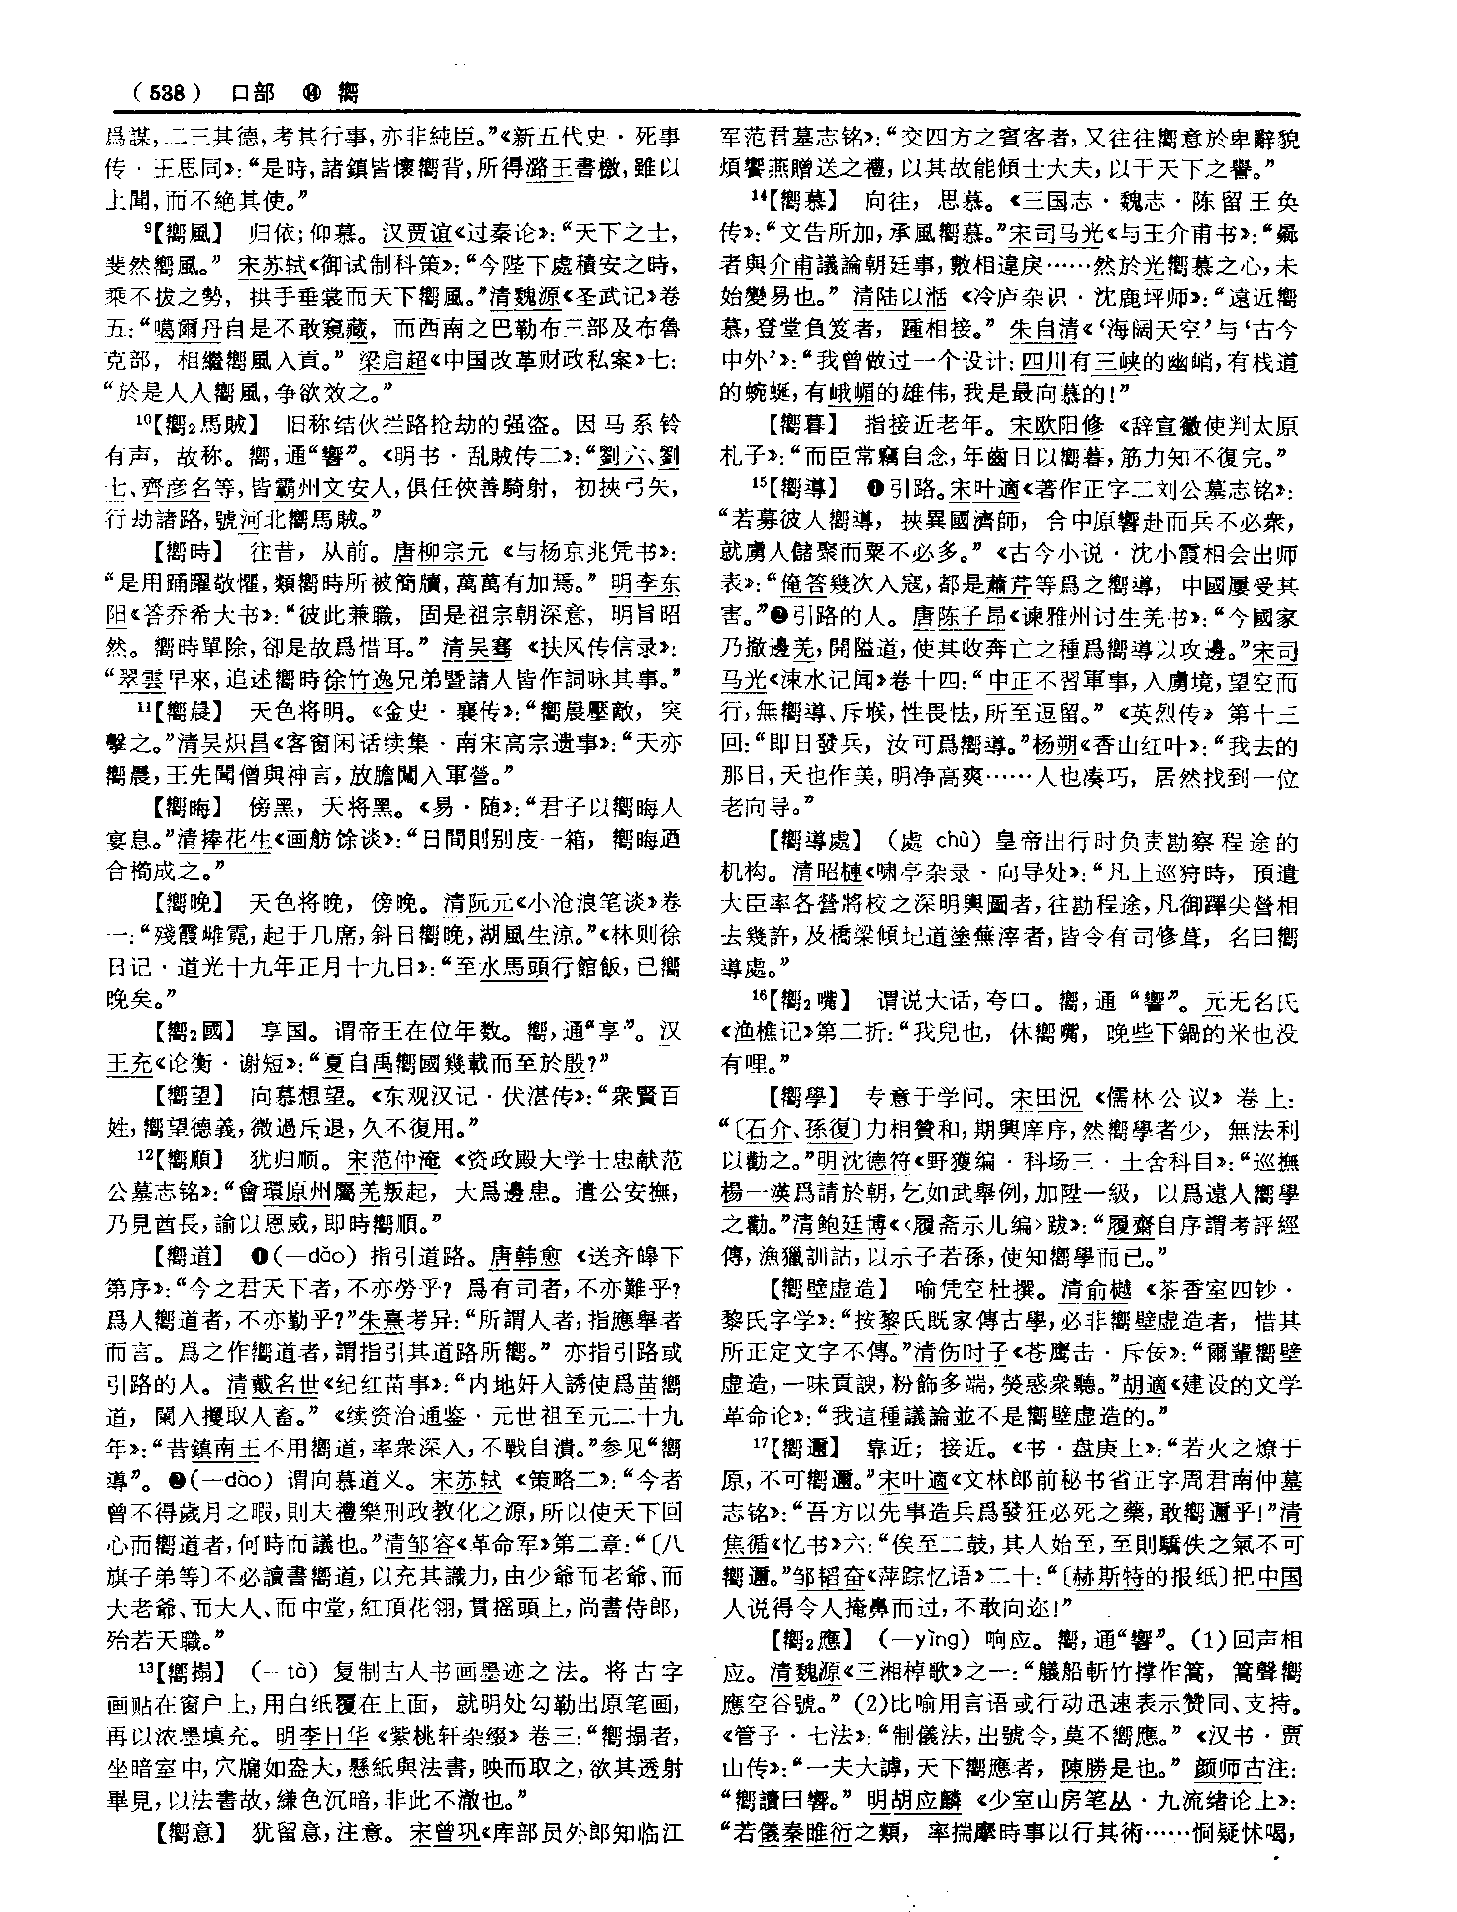 （538） 口部 ⑭ 嚮
爲謀，二三其德，考其行事，亦非純臣。”《新五代史·死事
传·王思同》：“是時，諸鎮皆懷嚮背，所得潞王書檄，雖以
上聞，而不絶其使。”
⁹【嚮風】 归依；仰慕。汉贾谊《过秦论》：“天下之士，
斐然嚮風。” 宋苏轼《御试制科策》：“今陛下處積安之時，
乘不拔之勢，拱手垂裳而天下嚮風。”清魏源《圣武记》卷
五：“噶爾丹自是不敢窺藏，而西南之巴勒布三部及布魯
克部，相繼嚮風入貢。” 梁启超《中国改革财政私案》七：
“於是人人嚮風，争欲效之。”
¹⁰【嚮₂馬賊】 旧称结伙拦路抢劫的强盗。因马系铃
有声，故称。嚮，通“響”。《明书·乱贼传二》：“劉六、劉
七、齊彦名等，皆霸州文安人，俱任俠善騎射，初挾弓矢，
行劫諸路，號河北嚮馬賊。”
【嚮時】 往昔，从前。唐柳宗元《与杨京兆凭书》：
“是用踊躍敬懼，類嚮時所被簡牘，萬萬有加焉。” 明李东
阳《答乔希大书》：“彼此兼職，固是祖宗朝深意，明旨昭
然。嚮時單除，卻是故爲惜耳。” 清吴骞《扶风传信录》：
“翠雲早來，追述嚮時徐竹逸兄弟暨諸人皆作詞咏其事。”
¹¹【嚮晨】 天色将明。《金史·襄传》：“嚮晨壓敵，突
擊之。”清吴炽昌《客窗闲话续集·南宋高宗遗事》：“天亦
嚮晨，王先聞僧與神言，放膽闖入軍營。”
【嚮晦】 傍黑，天将黑。《易·随》：“君子以嚮晦入
宴息。”清捧花生《画舫馀谈》：“日間則别庋一箱，嚮晦迺
合榫成之。”
【嚮晚】 天色将晚，傍晚。清阮元《小沧浪笔谈》卷
一：“殘霞雌霓，起于几席，斜日嚮晚，湖風生涼。”《林则徐
日记·道光十九年正月十九日》：“至水馬頭行館飯，已嚮
晚矣。”
【嚮₂國】 享国。谓帝王在位年数。嚮，通“享”。汉
王充《论衡·谢短》：“夏自禹嚮國幾載而至於殷？”
【嚮望】 向慕想望。《东观汉记·伏湛传》：“衆賢百
姓，嚮望德義，微過斥退，久不復用。”
¹²【嚮順】 犹归顺。宋范仲淹《资政殿大学士忠献范
公墓志铭》：“會環原州屬羌叛起，大爲邊患。遣公安撫，
乃見酋長，諭以恩威，即時嚮順。”
【嚮道】 ❶（—dǎo）指引道路。唐韩愈《送齐皞下
第序》：“今之君天下者，不亦勞乎？爲有司者，不亦難乎？
爲人嚮道者，不亦勤乎？”朱熹考异：“所謂人者，指應舉者
而言。爲之作嚮道者，謂指引其道路所嚮。” 亦指引路或
引路的人。清戴名世《纪红苗事》：“内地奸人誘使爲苗嚮
道，闌入攫取人畜。” 《续资治通鉴·元世祖至元二十九
年》：“昔鎮南王不用嚮道，率衆深入，不戰自潰。”参见“嚮
導”。❷（—dào）谓向慕道义。宋苏轼《策略二》：“今者
曾不得歲月之暇，則夫禮樂刑政教化之源，所以使天下回
心而嚮道者，何時而議也。”清邹容《革命军》第二章：“〔八
旗子弟等〕不必讀書嚮道，以充其識力，由少爺而老爺、而
大老爺、而大人、而中堂，紅頂花翎，貫摇頭上，尚書侍郎，
殆若天職。”
¹³【嚮搨】 （—tà）复制古人书画墨迹之法。将古字
画贴在窗户上，用白纸覆在上面，就明处勾勒出原笔画，
再以浓墨填充。明李日华《紫桃轩杂缀》卷三：“嚮搨者，
坐暗室中，穴牖如盎大，懸紙與法書，映而取之，欲其透射
畢見，以法書故，縑色沉暗，非此不澈也。”
【嚮意】 犹留意，注意。宋曾巩《库部员外郎知临江
军范君墓志铭》：“交四方之賓客者，又往往嚮意於卑辭貌
煩饗燕贈送之禮，以其故能傾士大夫，以干天下之譽。”
¹⁴【嚮慕】 向往，思慕。《三国志·魏志·陈留王奂
传》：“文告所加，承風嚮慕。”宋司马光《与王介甫书》：“曏
者與介甫議論朝廷事，數相違戾……然於光嚮慕之心，未
始變易也。” 清陆以湉《冷庐杂识·沈鹿坪师》：“遠近嚮
慕，登堂負笈者，踵相接。” 朱自清《‘海阔天空’与‘古今
中外’》：“我曾做过一个设计：四川有三峡的幽峭，有栈道
的蜿蜒，有峨嵋的雄伟，我是最向慕的！”
【嚮暮】 指接近老年。宋欧阳修《辞宣徽使判太原
札子》：“而臣常竊自念，年齒日以嚮暮，筋力知不復完。”
¹⁵【嚮導】 ❶引路。宋叶適《著作正字二刘公墓志铭》：
“若募彼人嚮導，挾異國濟師，合中原響赴而兵不必衆，
就虜人儲聚而粟不必多。”《古今小说·沈小霞相会出师
表》：“俺答幾次入寇，都是蕭芹等爲之嚮導，中國屢受其
害。”❷引路的人。唐陈子昂《谏雅州讨生羌书》：“今國家
乃撤邊羌，開隘道，使其收奔亡之種爲嚮導以攻邊。”宋司
马光《涑水记闻》卷十四：“中正不習軍事，入虜境，望空而
行，無嚮導、斥堠，性畏怯，所至逗留。”《英烈传》第十三
回：“即日發兵，汝可爲嚮導。”杨朔《香山红叶》：“我去的
那日，天也作美，明净高爽……人也凑巧，居然找到一位
老向导。”
【嚮導處】 （處 chù）皇帝出行时负责勘察程途的
机构。清昭槤《啸亭杂录·向导处》：“凡上巡狩時，預遣
大臣率各營將校之深明輿圖者，往勘程途，凡御蹕尖營相
去幾許，及橋梁傾圮道塗蕪滓者，皆令有司修葺，名曰嚮
導處。”
¹⁶【嚮₂嘴】 谓说大话，夸口。嚮，通“響”。元无名氏
《渔樵记》第二折：“我兒也，休嚮嘴，晚些下鍋的米也没
有哩。”
【嚮學】 专意于学问。宋田况《儒林公议》卷上：
“〔石介、孫復〕力相贊和，期興庠序，然嚮學者少，無法利
以勸之。”明沈德符《野獲编·科场三·土舍科目》：“巡撫
楊一漢爲請於朝，乞如武舉例，加陞一級，以爲遠人嚮學
之勸。”清鲍廷博《〈履斋示儿编〉跋》：“履齋自序謂考評經
傳，漁獵訓詁，以示子若孫，使知嚮學而已。”
【嚮壁虚造】 喻凭空杜撰。清俞樾《茶香室四钞·
黎氏字学》：“按黎氏既家傳古學，必非嚮壁虚造者，惜其
所正定文字不傳。”清伤时子《苍鹰击·斥佞》：“爾輩嚮壁
虚造，一味貢諛，粉飾多端，熒惑衆聽。”胡適《建设的文学
革命论》：“我這種議論並不是嚮壁虚造的。”
¹⁷【嚮邇】 靠近；接近。《书·盘庚上》：“若火之燎于
原，不可嚮邇。”宋叶適《文林郎前秘书省正字周君南仲墓
志铭》：“吾方以先事造兵爲發狂必死之藥，敢嚮邇乎！”清
焦循《忆书》六：“俟至二鼓，其人始至，至則驕佚之氣不可
嚮邇。”邹韬奋《萍踪忆语》二十：“〔赫斯特的报纸〕把中国
人说得令人掩鼻而过，不敢向迩！”
【嚮₂應】 （—yìng）响应。嚮，通“響”。（1）回声相
应。清魏源《三湘棹歌》之一：“艤船斬竹撑作篙，篙聲嚮
應空谷號。”（2）比喻用言语或行动迅速表示赞同、支持。
《管子·七法》：“制儀法，出號令，莫不嚮應。”《汉书·贾
山传》：“一夫大謼，天下嚮應者，陳勝是也。” 颜师古注：
“嚮讀曰響。” 明胡应麟《少室山房笔丛·九流绪论上》：
“若儀秦睢衍之類，率揣摩時事以行其術……恫疑怵喝，